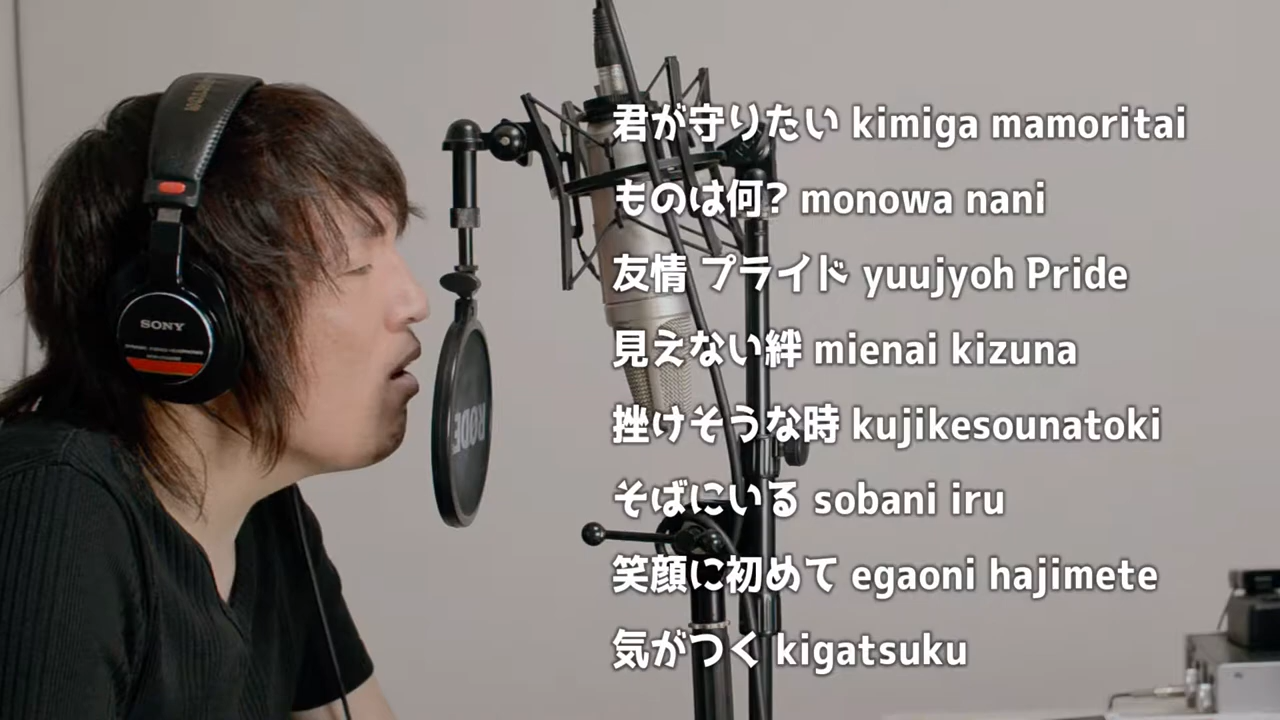 君が守りたい kimiga mamoritai
ものは何? monowa nani
友情 プライド yuujyoh Pride
見えない絆 mienai kizuna
挫けそうな時 kujikesounatoki
そばにいる sobani iru
笑顔に初めて egaoni hajimete
気がつく kigatsuku
SONY
RODE